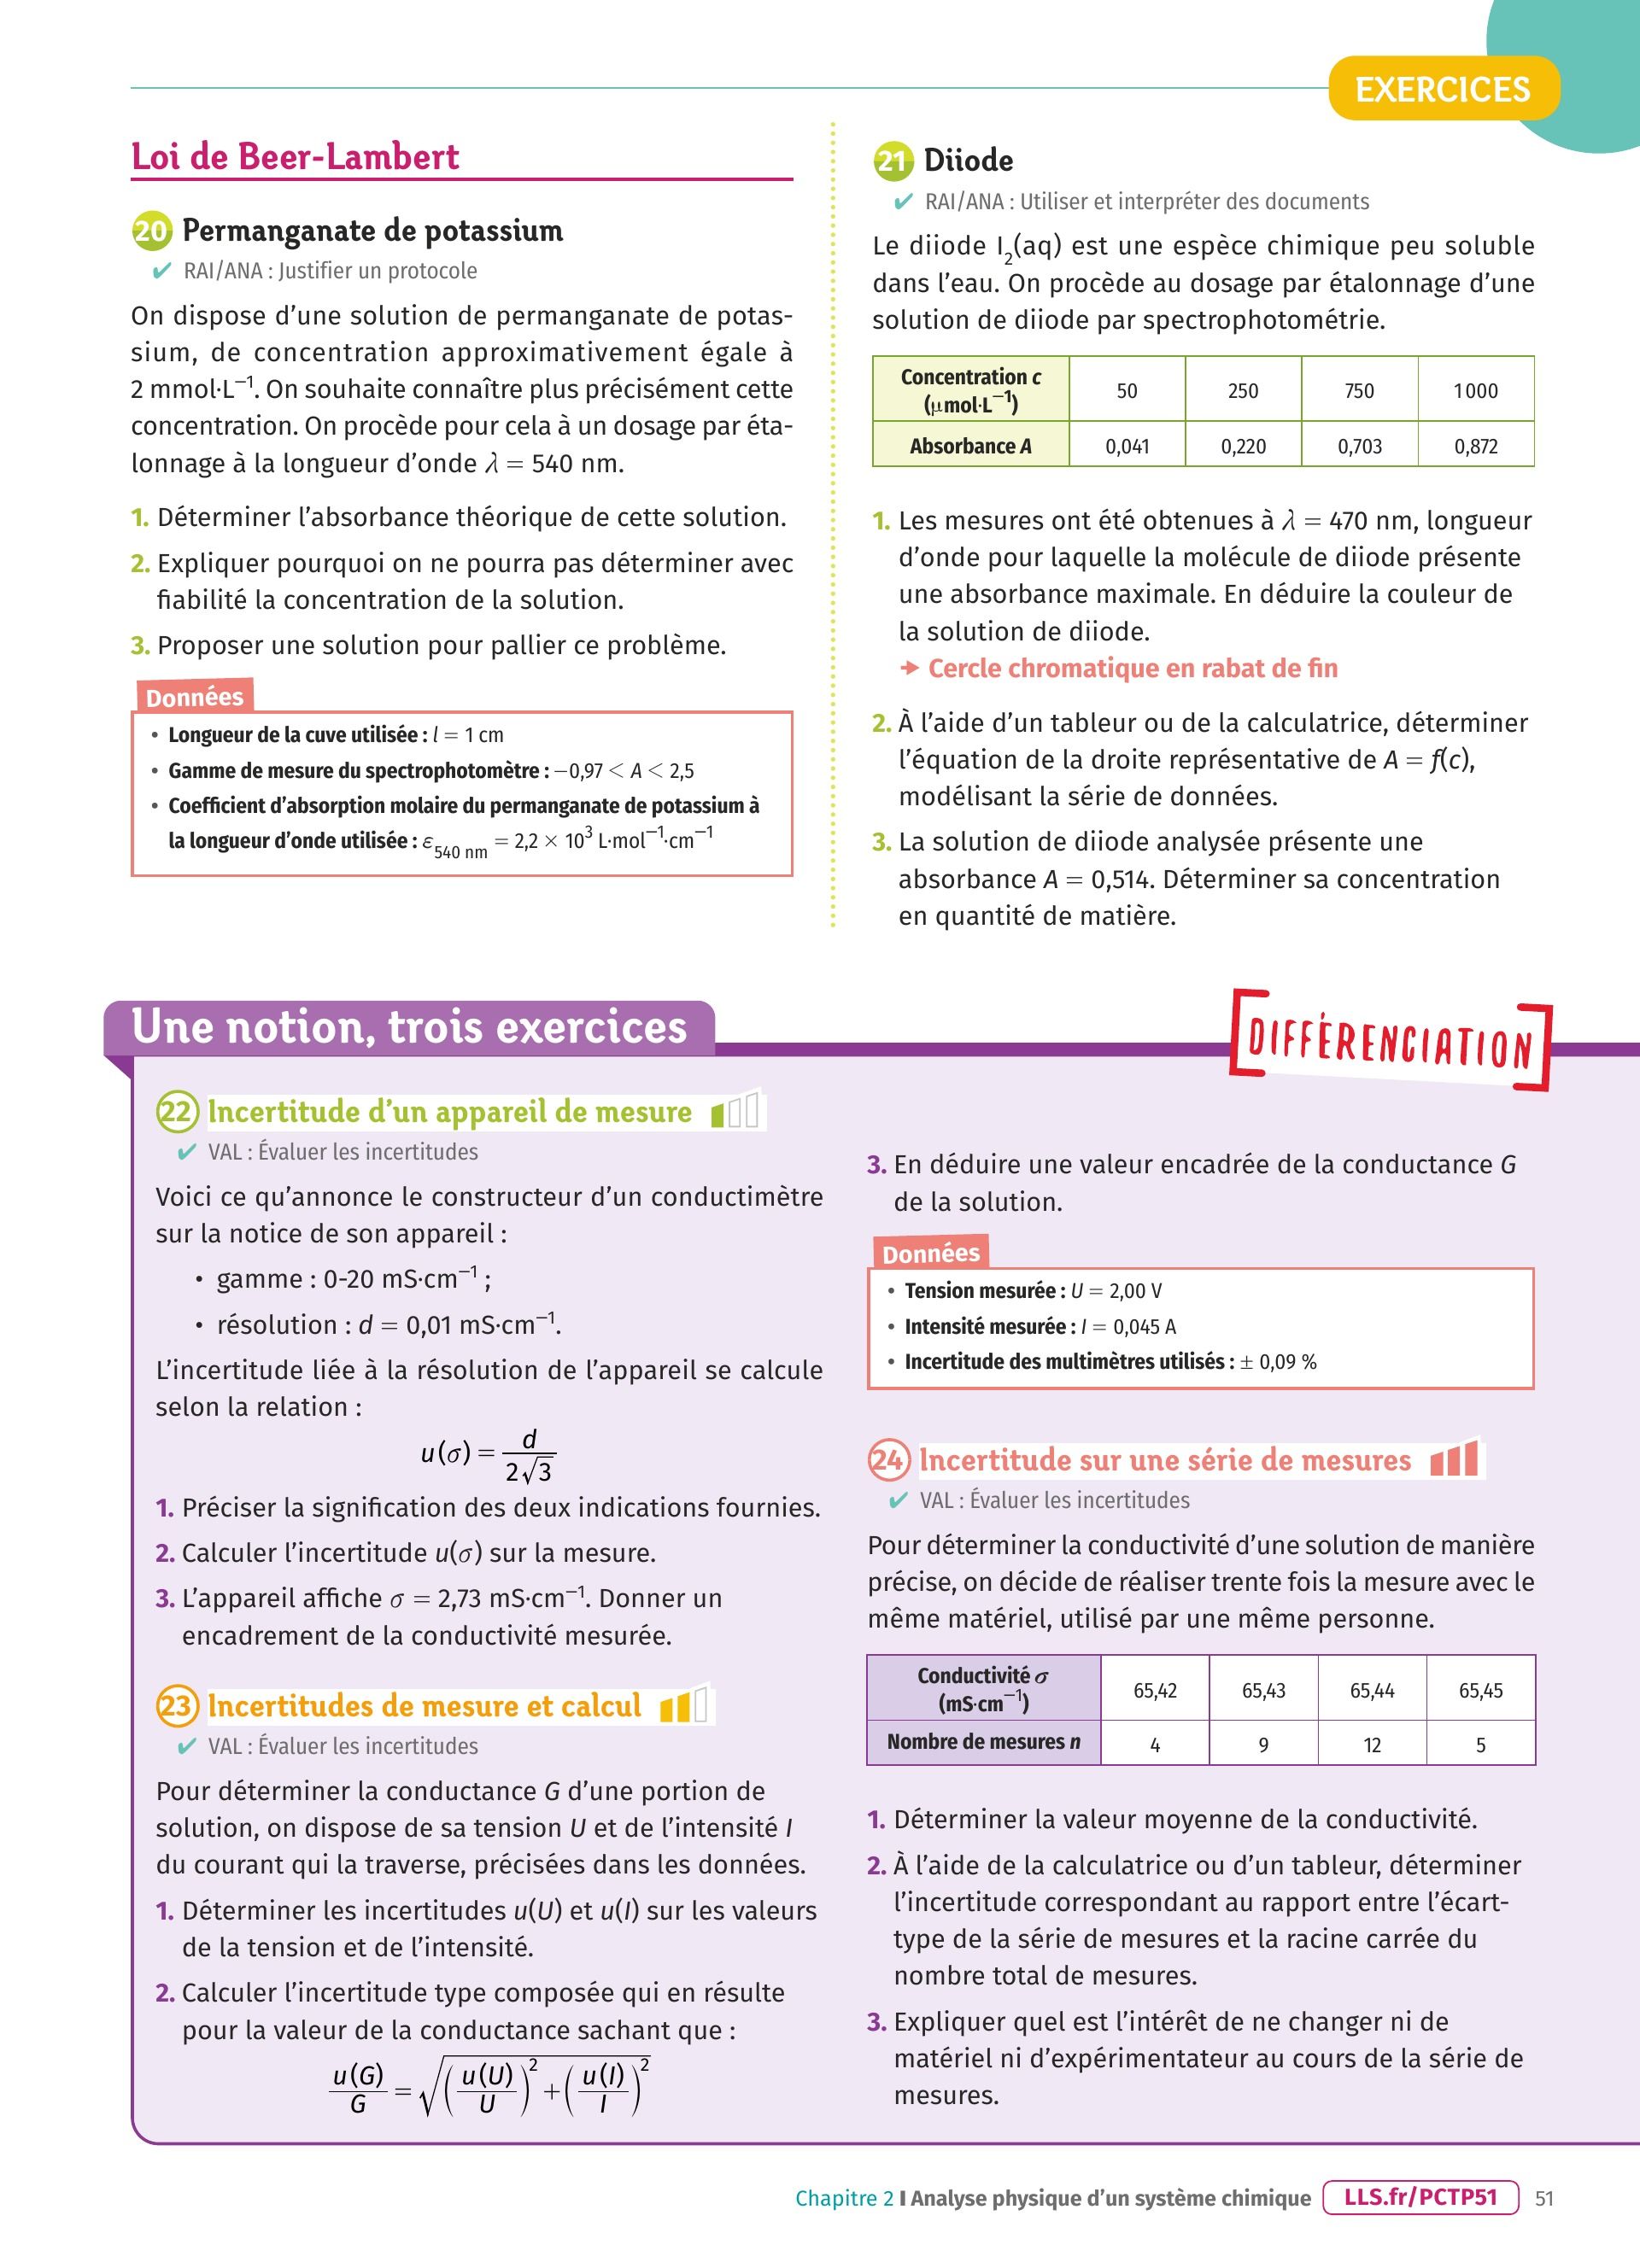 EXERCICES
Loi de Beer-Lambert
20 Permanganate de potassium
✔ RAI/ANA : Justifier un protocole
On dispose d’une solution de permanganate de potas-
sium, de concentration approximativement égale à
2 mmol·L⁻¹. On souhaite connaître plus précisément cette
concentration. On procède pour cela à un dosage par éta-
lonnage à la longueur d’onde λ = 540 nm.
1. Déterminer l’absorbance théorique de cette solution.
2. Expliquer pourquoi on ne pourra pas déterminer avec
fiabilité la concentration de la solution.
3. Proposer une solution pour pallier ce problème.
Données
• Longueur de la cuve utilisée : l = 1 cm
• Gamme de mesure du spectrophotomètre : −0,97 < A < 2,5
• Coefficient d’absorption molaire du permanganate de potassium à
la longueur d’onde utilisée : ε₅₄₀ ₙₘ = 2,2 × 10³ L·mol⁻¹·cm⁻¹
21 Diiode
✔ RAI/ANA : Utiliser et interpréter des documents
Le diiode I₂(aq) est une espèce chimique peu soluble
dans l’eau. On procède au dosage par étalonnage d’une
solution de diiode par spectrophotométrie.
Concentration c
(μmol·L⁻¹) 50 250 750 1 000
Absorbance A 0,041 0,220 0,703 0,872
1. Les mesures ont été obtenues à λ = 470 nm, longueur
d’onde pour laquelle la molécule de diiode présente
une absorbance maximale. En déduire la couleur de
la solution de diiode.
➔ Cercle chromatique en rabat de fin
2. À l’aide d’un tableur ou de la calculatrice, déterminer
l’équation de la droite représentative de A = f(c),
modélisant la série de données.
3. La solution de diiode analysée présente une
absorbance A = 0,514. Déterminer sa concentration
en quantité de matière.
Une notion, trois exercices
DIFFÉRENCIATION
22 Incertitude d’un appareil de mesure
✔ VAL : Évaluer les incertitudes
Voici ce qu’annonce le constructeur d’un conductimètre
sur la notice de son appareil :
• gamme : 0-20 mS·cm⁻¹ ;
• résolution : d = 0,01 mS·cm⁻¹.
L’incertitude liée à la résolution de l’appareil se calcule
selon la relation :
u(σ) = d / (2√3)
1. Préciser la signification des deux indications fournies.
2. Calculer l’incertitude u(σ) sur la mesure.
3. L’appareil affiche σ = 2,73 mS·cm⁻¹. Donner un
encadrement de la conductivité mesurée.
23 Incertitudes de mesure et calcul
✔ VAL : Évaluer les incertitudes
Pour déterminer la conductance G d’une portion de
solution, on dispose de sa tension U et de l’intensité I
du courant qui la traverse, précisées dans les données.
1. Déterminer les incertitudes u(U) et u(I) sur les valeurs
de la tension et de l’intensité.
2. Calculer l’incertitude type composée qui en résulte
pour la valeur de la conductance sachant que :
u(G)/G = √((u(U)/U)² + (u(I)/I)²)
3. En déduire une valeur encadrée de la conductance G
de la solution.
Données
• Tension mesurée : U = 2,00 V
• Intensité mesurée : I = 0,045 A
• Incertitude des multimètres utilisés : ± 0,09 %
24 Incertitude sur une série de mesures
✔ VAL : Évaluer les incertitudes
Pour déterminer la conductivité d’une solution de manière
précise, on décide de réaliser trente fois la mesure avec le
même matériel, utilisé par une même personne.
Conductivité σ
(mS·cm⁻¹) 65,42 65,43 65,44 65,45
Nombre de mesures n 4 9 12 5
1. Déterminer la valeur moyenne de la conductivité.
2. À l’aide de la calculatrice ou d’un tableur, déterminer
l’incertitude correspondant au rapport entre l’écart-
type de la série de mesures et la racine carrée du
nombre total de mesures.
3. Expliquer quel est l’intérêt de ne changer ni de
matériel ni d’expérimentateur au cours de la série de
mesures.
Chapitre 2 I Analyse physique d’un système chimique LLS.fr/PCTP51 51